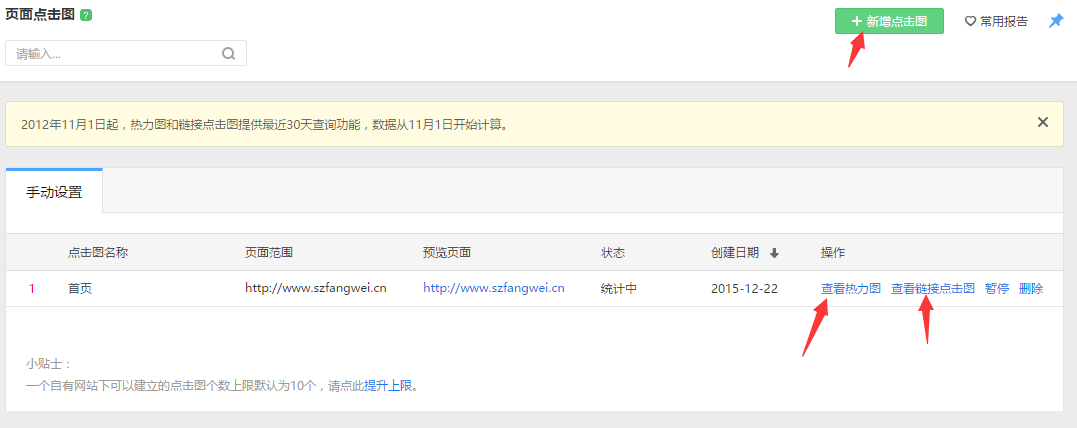 页面点击图 ?
+ 新增点击图 常用报告
请输入...
2012年11月1日起，热力图和链接点击图提供最近30天查询功能，数据从11月1日开始计算。
手动设置
点击图名称 页面范围 预览页面 状态 创建日期 操作
1 首页 http://www.szfangwei.cn http://www.szfangwei.cn 统计中 2015-12-22 查看热力图 查看链接点击图 暂停 删除
小贴士：
一个自有网站下可以建立的点击图个数上限默认为10个，请点此提升上限。